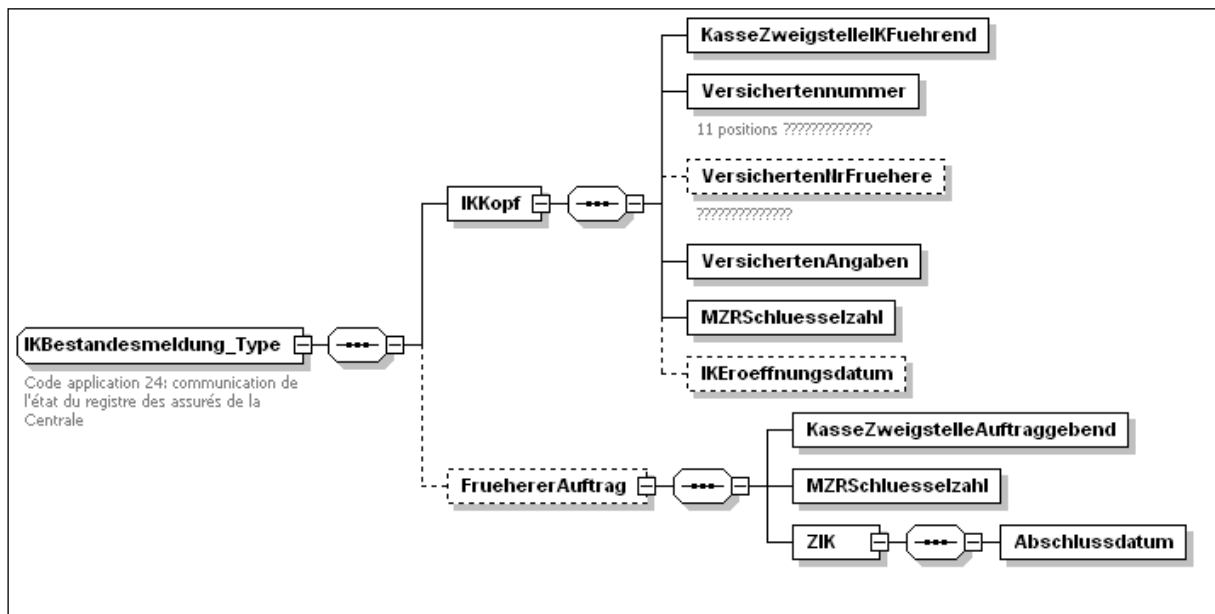 KasseZweigstelleIKFuehrend
Versichertennummer
11 positions ?????????????
VersichertenNrFruehere
??????????????
IKKopf
VersichertenAngaben
MZRSchluesselzahl
IKEroeffnungsdatum
IKBestandesmeldung_Type
Code application 24: communication de
l'état du registre des assurés de la
Centrale
KasseZweigstelleAuftraggebend
FruehererAuftrag
MZRSchluesselzahl
ZIK
Abschlussdatum